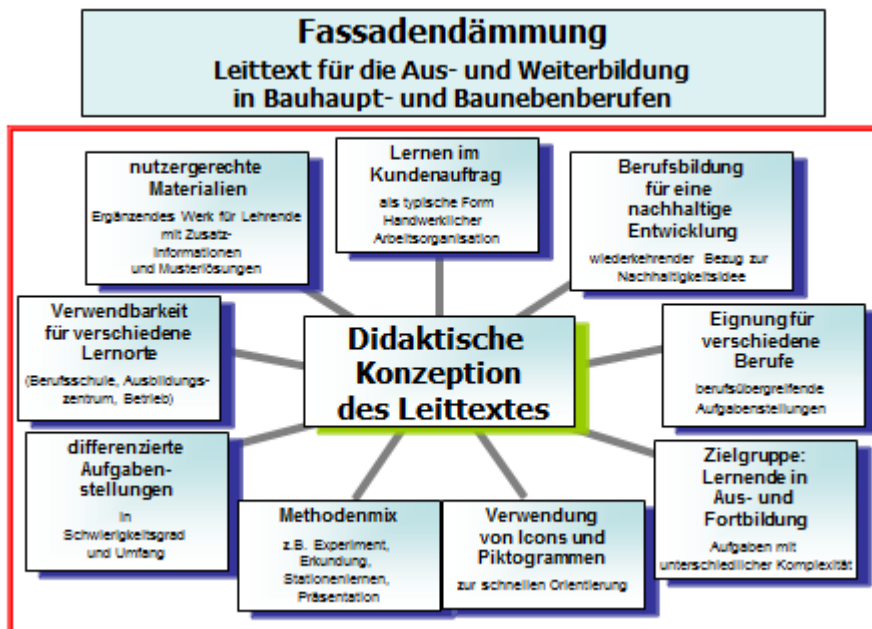 Fassadendämmung
Leittext für die Aus- und Weiterbildung
in Bauhaupt- und Baunebenberufen
nutzergerechte
Materialien
Ergänzendes Werk für Lehrende
mit Zusatz-
informationen
und Musterlösungen
Lernen im
Kundenauftrag
als typische Form
Handwerklicher
Arbeitsorganisation
Berufsbildung
für eine
nachhaltige
Entwicklung
wiederkehrender Bezug zur
Nachhaltigkeitsidee
Verwendbarkeit
für verschiedene
Lernorte
(Berufsschule, Ausbildungs-
zentrum, Betrieb)
Didaktische
Konzeption
des Leittextes
Eignung für
verschiedene
Berufe
berufsübergreifende
Aufgabenstellungen
differenzierte
Aufgaben-
stellungen
in
Schwierigkeitsgrad
und Umfang
Methodenmix
z.B. Experiment,
Erkundung,
Stationenlernen,
Präsentation
Verwendung
von Icons und
Piktogrammen
zur schnellen Orientierung
Zielgruppe:
Lernende in
Aus- und
Fortbildung
Aufgaben mit
unterschiedlicher Komplexität